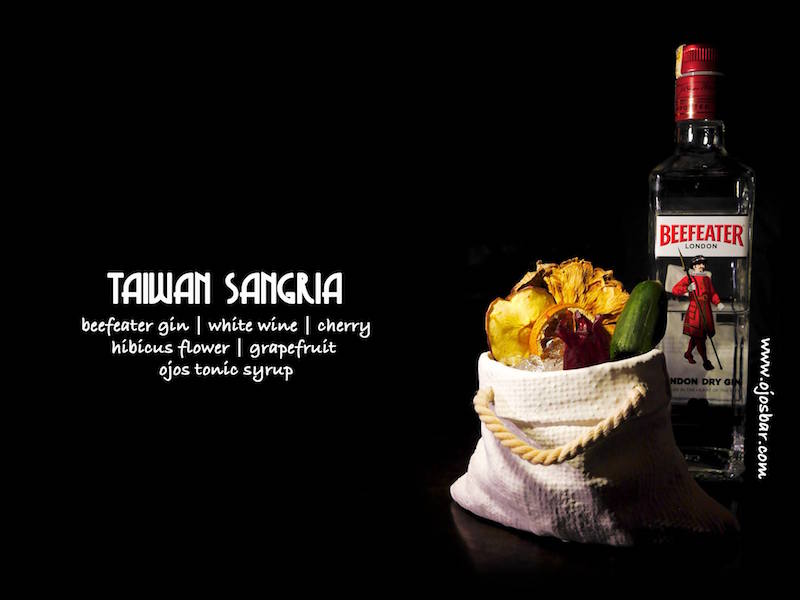 TAIWAN SANGRIA
beefeater gin | white wine | cherry
hibicus flower | grapefruit
ojos tonic syrup
BEEFEATER
LONDON
NDON DRY GIN
www.ojosbar.com